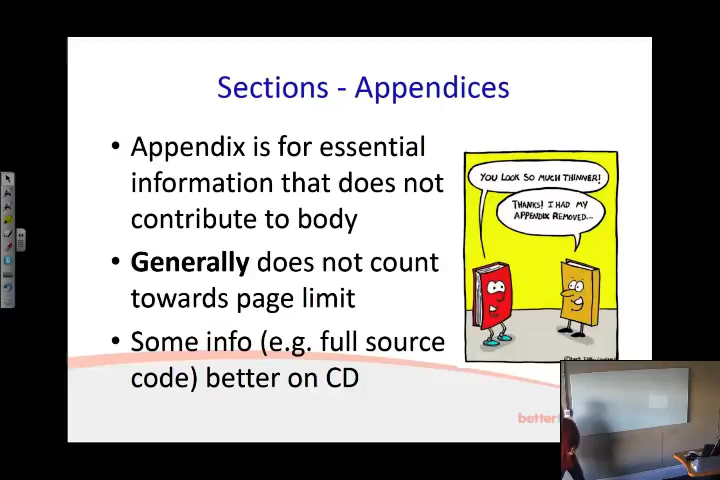 Sections - Appendices
• Appendix is for essential
information that does not
contribute to body
• Generally does not count
towards page limit
• Some info (e.g. full source
code) better on CD
YOU LOOK SO MUCH THINNER!
THANKS! I HAD MY
APPENDIX REMOVED...
better